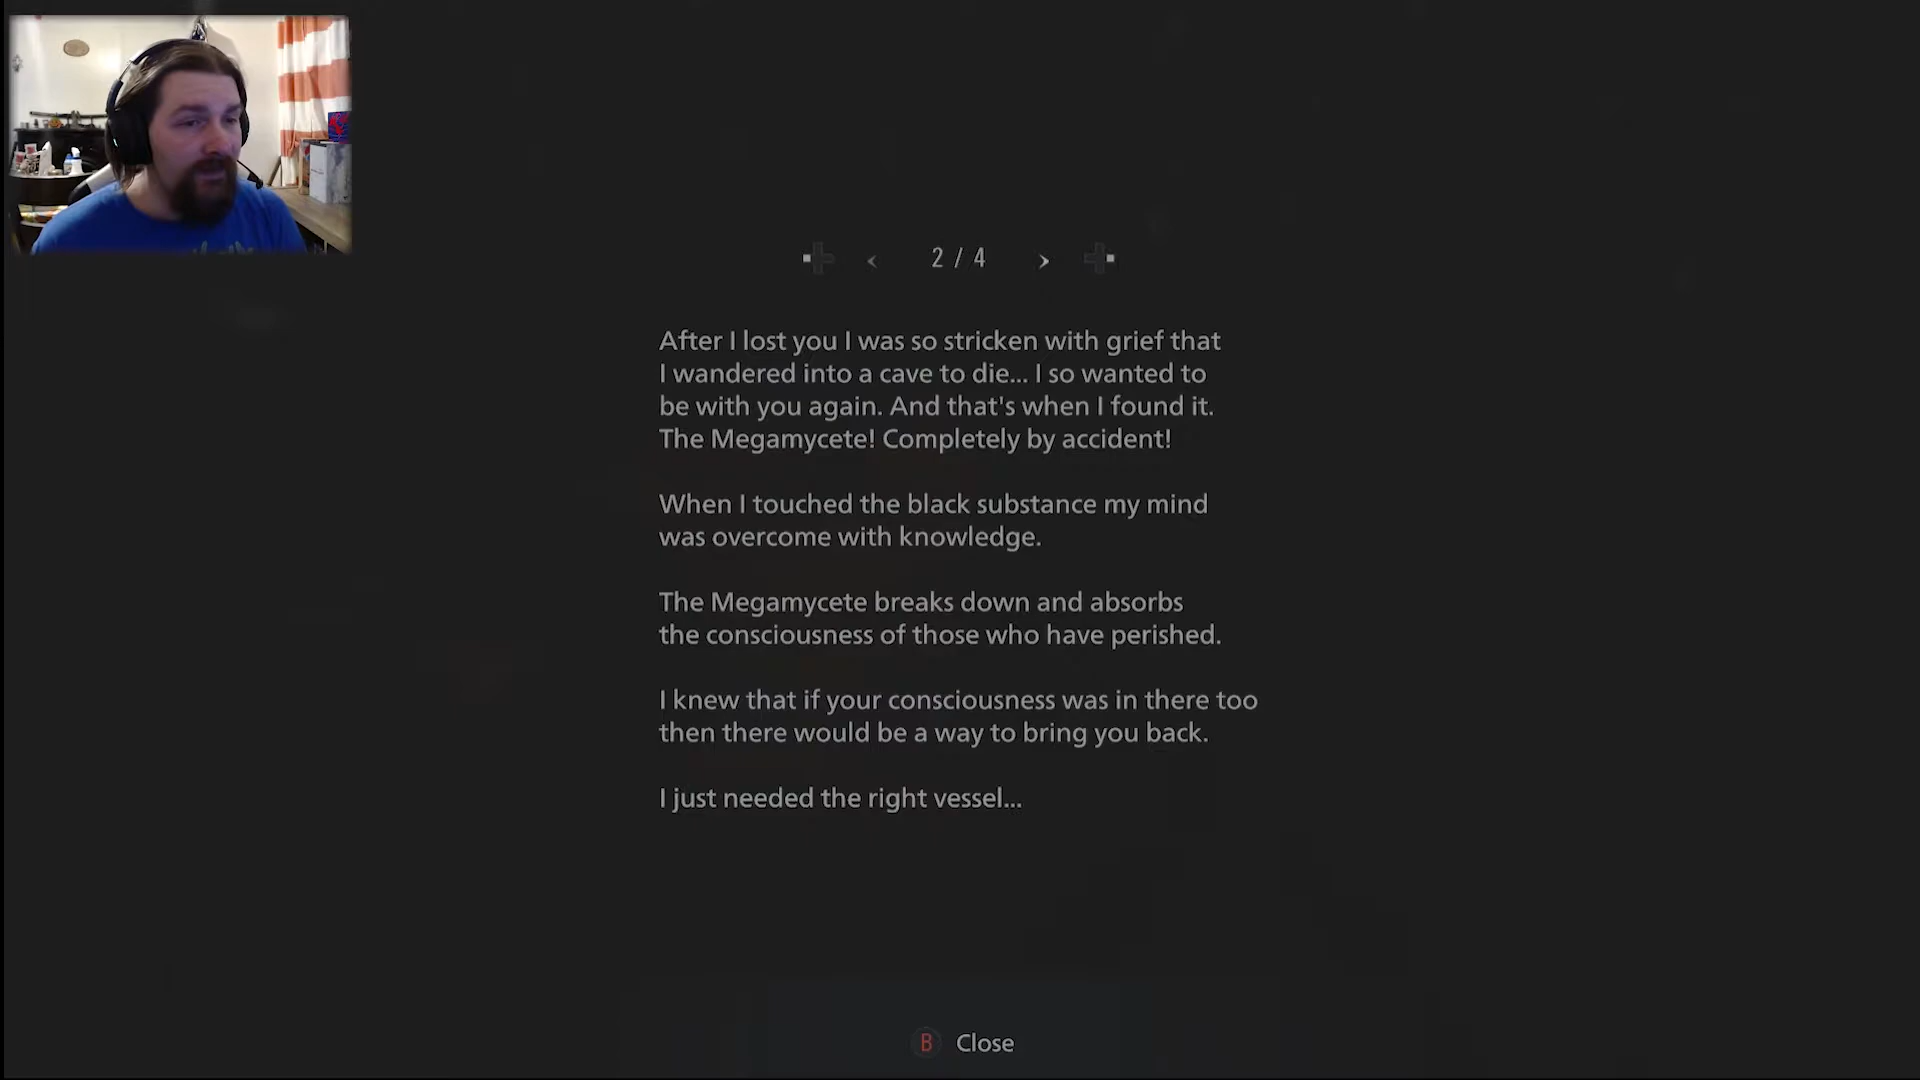 < 2 / 4 >
After I lost you I was so stricken with grief that
I wandered into a cave to die... I so wanted to
be with you again. And that's when I found it.
The Megamycete! Completely by accident!
When I touched the black substance my mind
was overcome with knowledge.
The Megamycete breaks down and absorbs
the consciousness of those who have perished.
I knew that if your consciousness was in there too
then there would be a way to bring you back.
I just needed the right vessel...
B Close